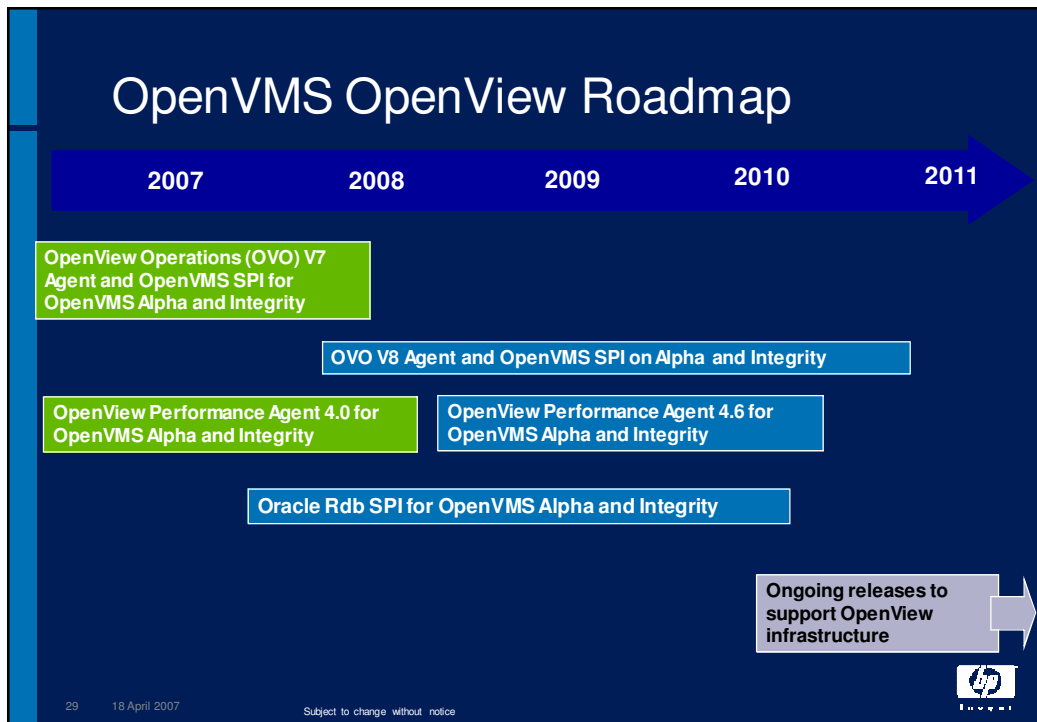 OpenVMS OpenView Roadmap
2007 2008 2009 2010 2011
OpenView Operations (OVO) V7
Agent and OpenVMS SPI for
OpenVMS Alpha and Integrity
OVO V8 Agent and OpenVMS SPI on Alpha and Integrity
OpenView Performance Agent 4.0 for
OpenVMS Alpha and Integrity
OpenView Performance Agent 4.6 for
OpenVMS Alpha and Integrity
Oracle Rdb SPI for OpenVMS Alpha and Integrity
Ongoing releases to
support OpenView
infrastructure
hp
29 18 April 2007
Subject to change without notice